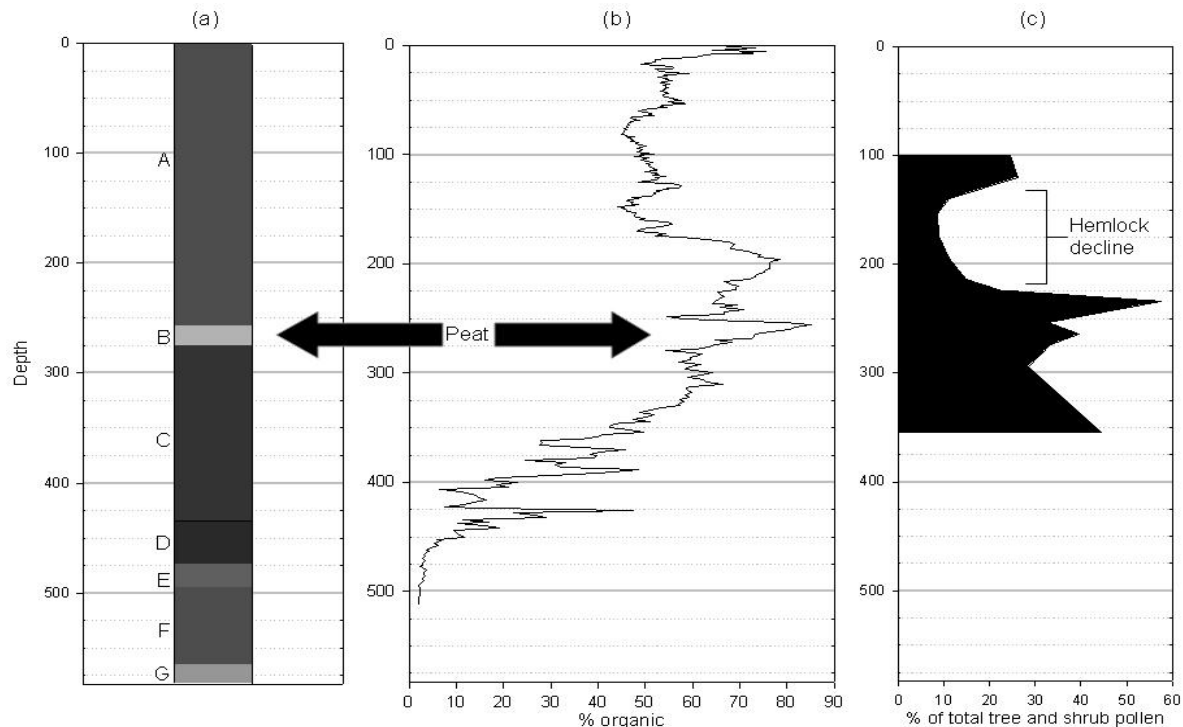 (a)
0
100
200
300
400
500
Depth
A
B
C
D
E
F
G
Peat
(b)
0
100
200
300
400
500
0 10 20 30 40 50 60 70 80 90
% organic
(c)
0
100
200
300
400
500
Hemlock
decline
0 10 20 30 40 50 60
% of total tree and shrub pollen